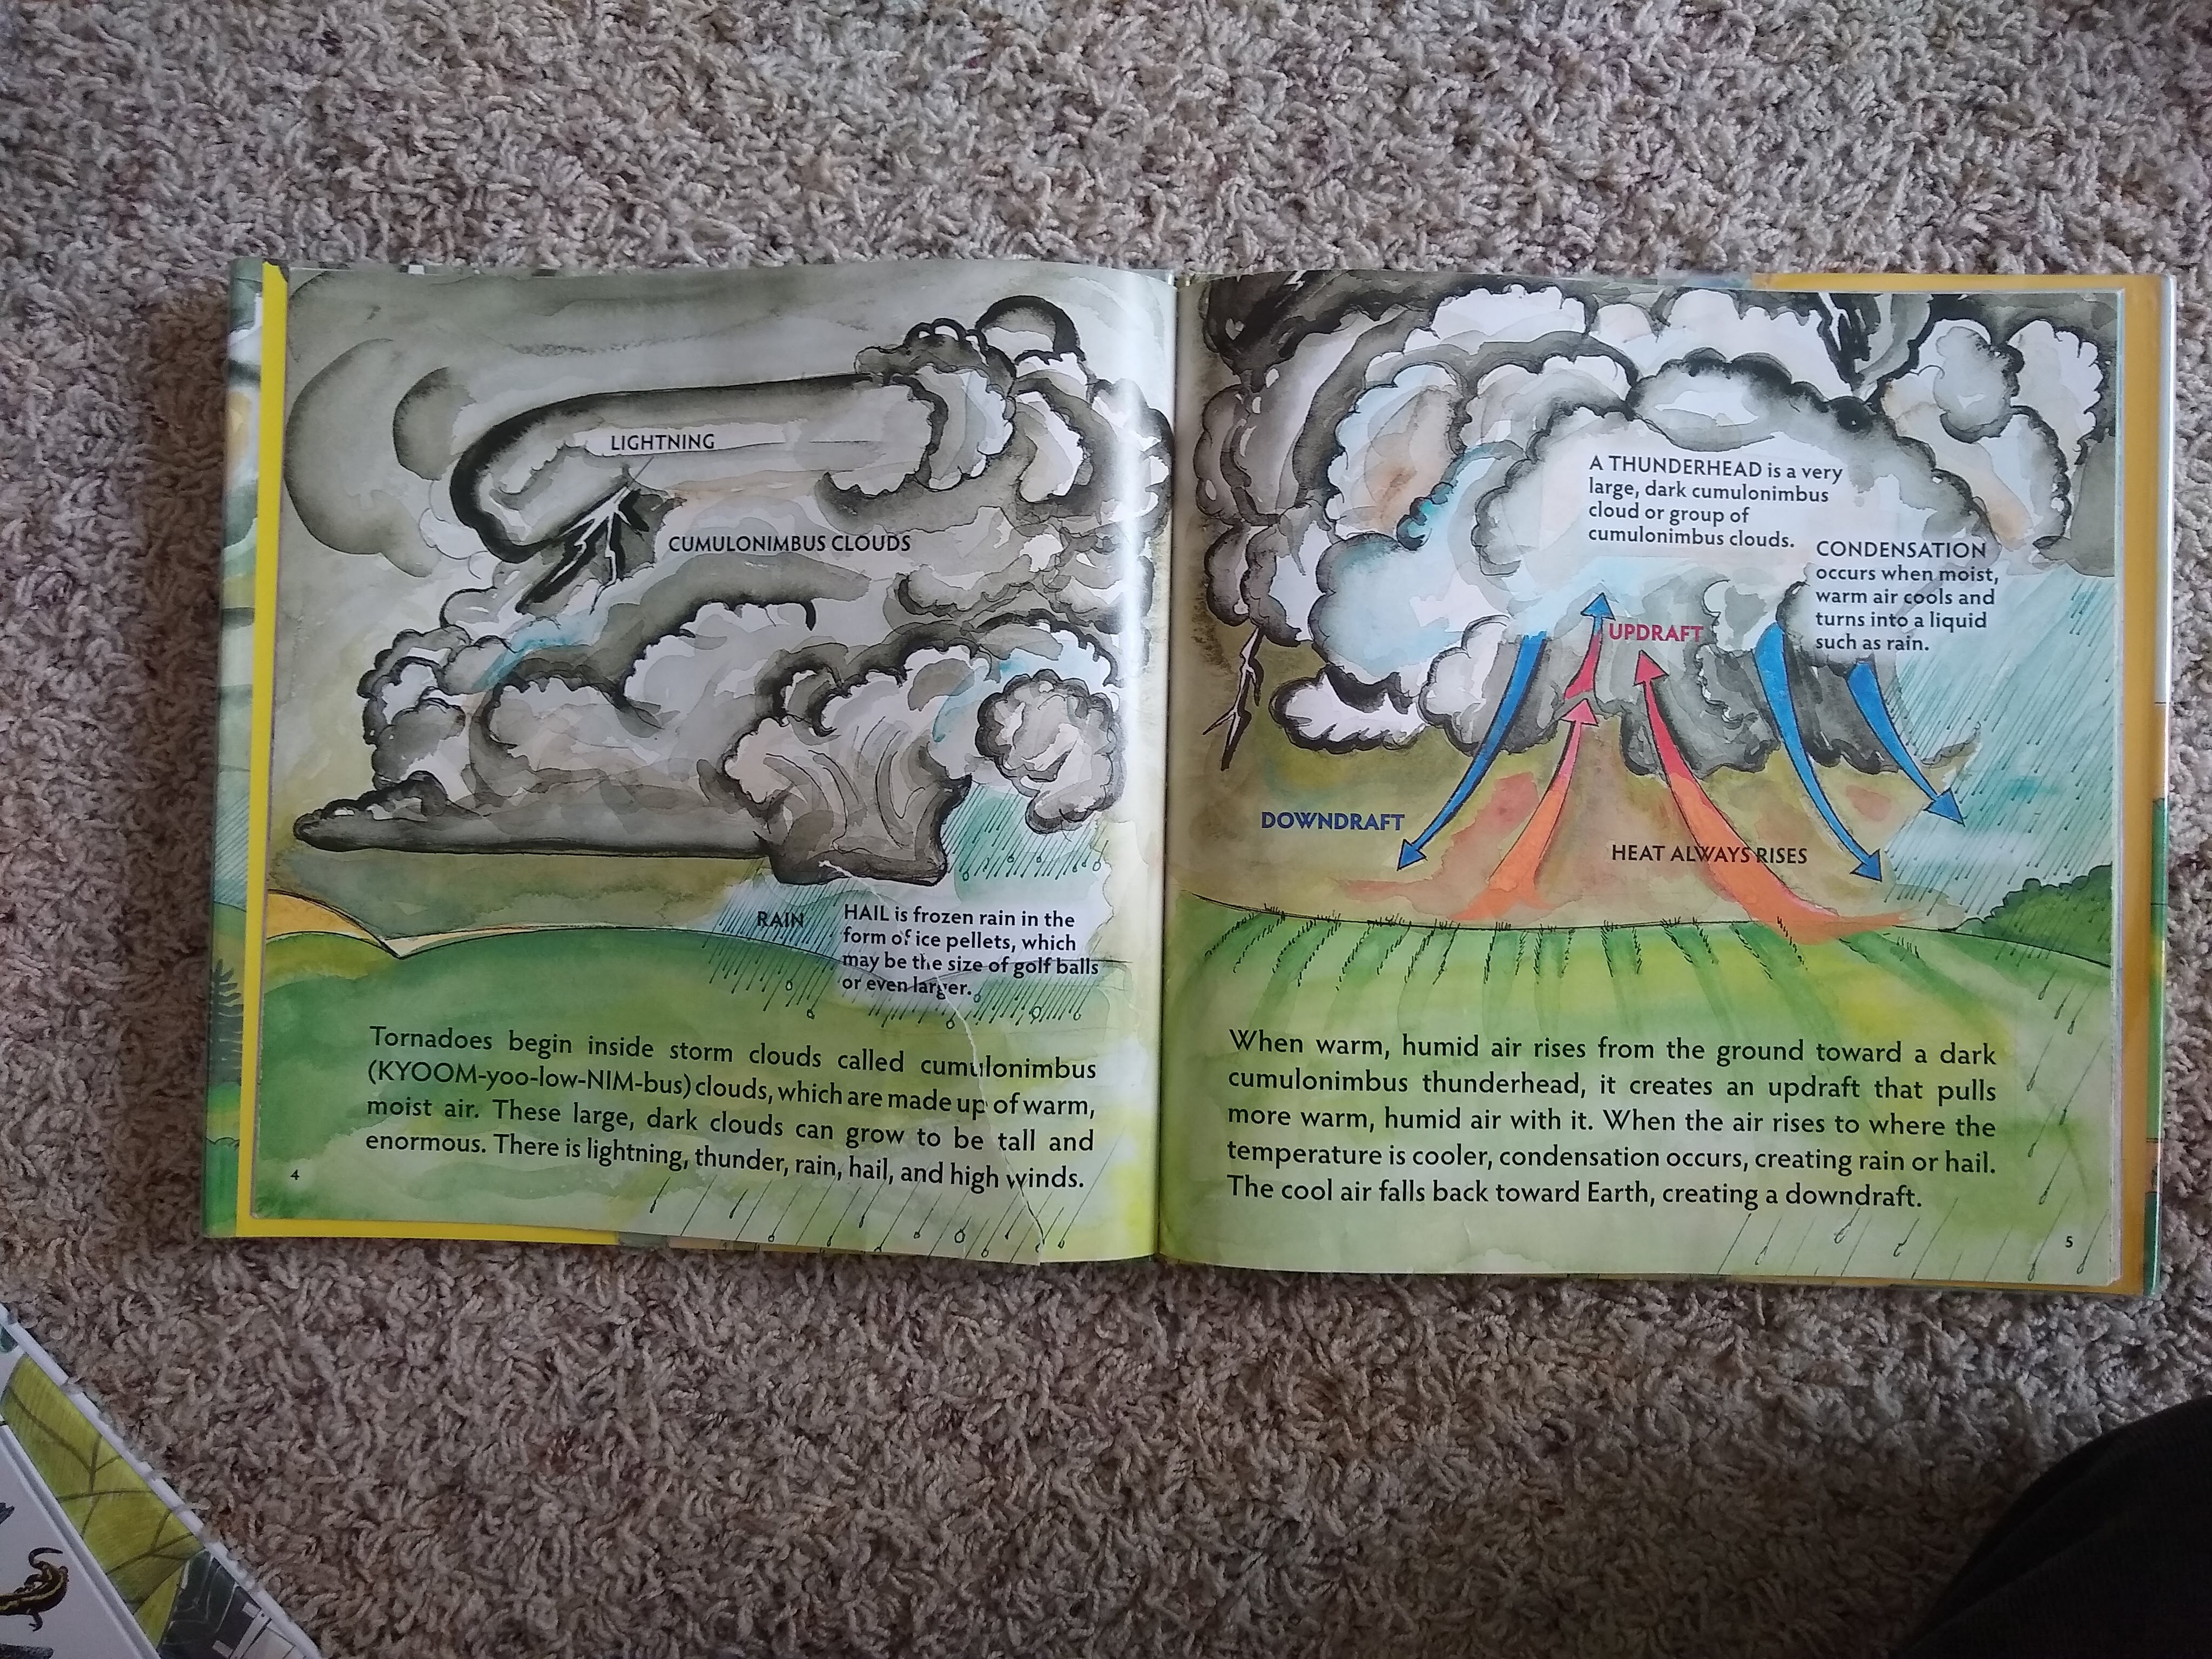 LIGHTNING
CUMULONIMBUS CLOUDS
RAIN
HAIL is frozen rain in the
form of ice pellets, which
may be the size of golf balls
or even larger.
Tornadoes begin inside storm clouds called cumulonimbus
(KYOOM-yoo-low-NIM-bus) clouds, which are made up of warm,
moist air. These large, dark clouds can grow to be tall and
enormous. There is lightning, thunder, rain, hail, and high winds.
4
A THUNDERHEAD is a very
large, dark cumulonimbus
cloud or group of
cumulonimbus clouds.
CONDENSATION
occurs when moist,
warm air cools and
turns into a liquid
such as rain.
UPDRAFT
DOWNDRAFT
HEAT ALWAYS RISES
When warm, humid air rises from the ground toward a dark
cumulonimbus thunderhead, it creates an updraft that pulls
more warm, humid air with it. When the air rises to where the
temperature is cooler, condensation occurs, creating rain or hail.
The cool air falls back toward Earth, creating a downdraft.
5